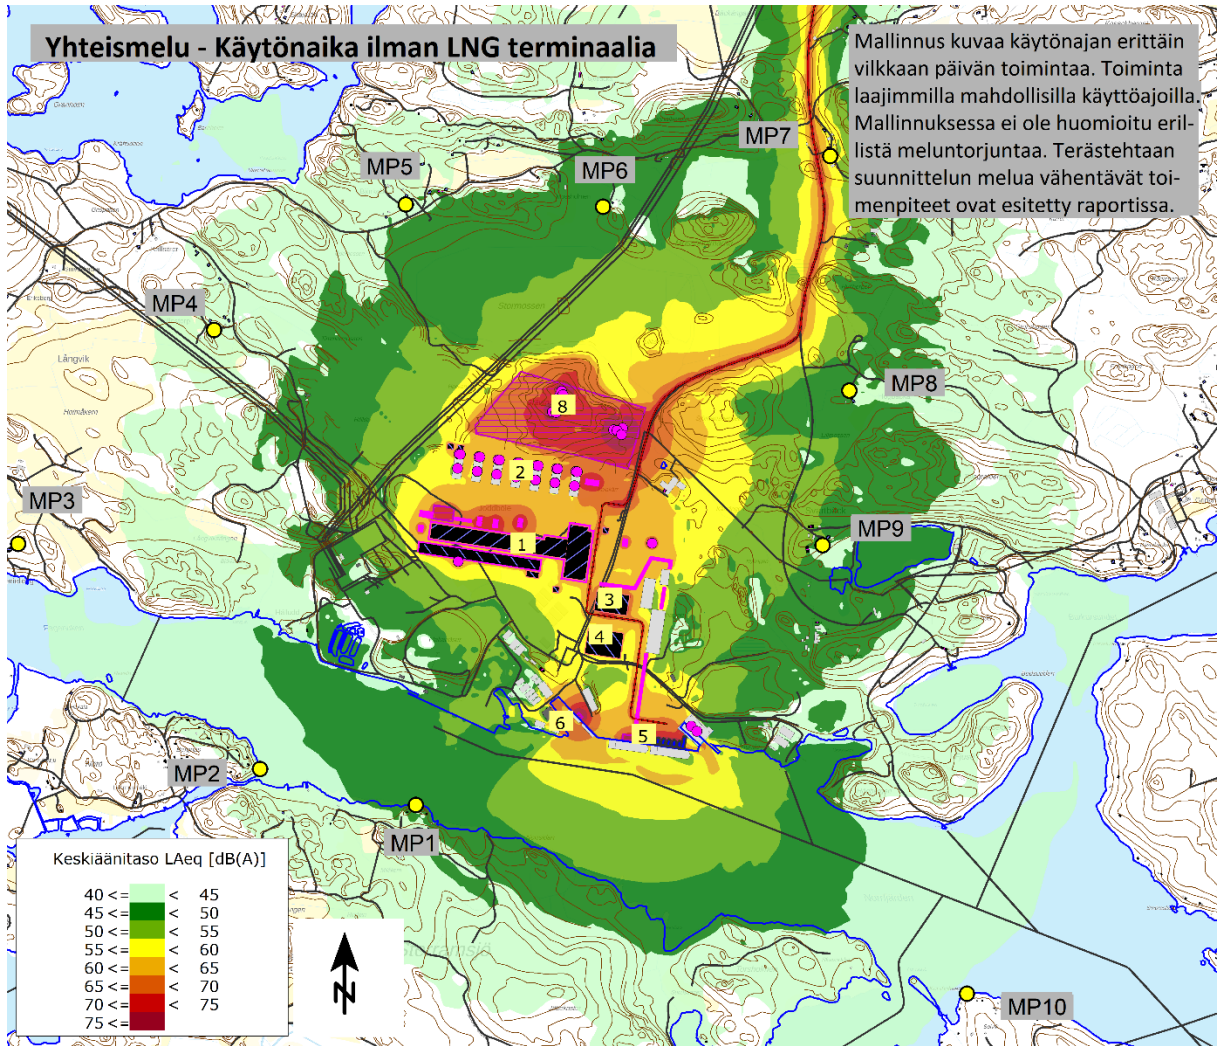 Yhteismelu - Käytönaika ilman LNG terminaalia
Mallinnus kuvaa käytönajan erittäin
vilkkaan päivän toimintaa. Toiminta
laajimmilla mahdollisilla käyttöajoilla.
Mallinnuksessa ei ole huomioitu eril-
listä meluntorjuntaa. Terästehtaan
suunnittelun melua vähentävät toi-
menpiteet ovat esitetty raportissa.
MP7
MP5
MP6
MP4
Långvik
MP8
8
2
MP3
1
MP9
3
4
6
5
MP2
MP1
MP10
Keskiäänitaso LAeq [dB(A)]
40 <= < 45
45 <= < 50
50 <= < 55
55 <= < 60
60 <= < 65
65 <= < 70
70 <= < 75
75 <=
N